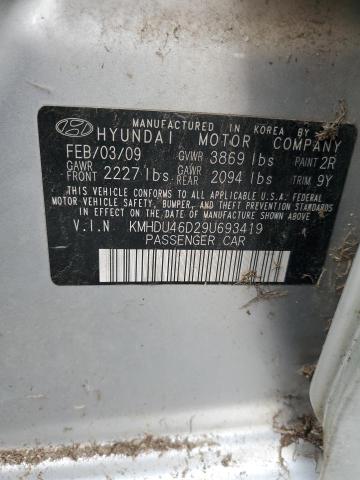 MANUFACTURED IN KOREA BY
HYUNDAI MOTOR COMPANY
FEB/03/09 GVWR 3869 lbs PAINT 2R
GAWR FRONT 2227 lbs GAWR REAR 2094 lbs TRIM 9Y
THIS VEHICLE CONFORMS TO ALL APPLICABLE U.S.A. FEDERAL
MOTOR VEHICLE SAFETY, BUMPER, AND THEFT PREVENTION
STANDARDS IN EFFECT ON THE DATE OF MANUFACTURE SHOWN ABOVE.
V.I.N KMHDU46D29U693419
PASSENGER CAR